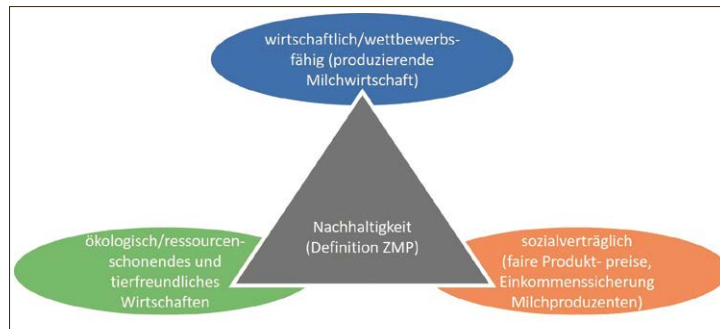 wirtschaftlich/wettbewerbs-
fähig (produzierende
Milchwirtschaft)
Nachhaltigkeit
(Definition ZMP)
ökologisch/ressourcen-
schonendes und
tierfreundliches
Wirtschaften
sozialverträglich
(faire Produkt- preise,
Einkommenssicherung
Milchproduzenten)